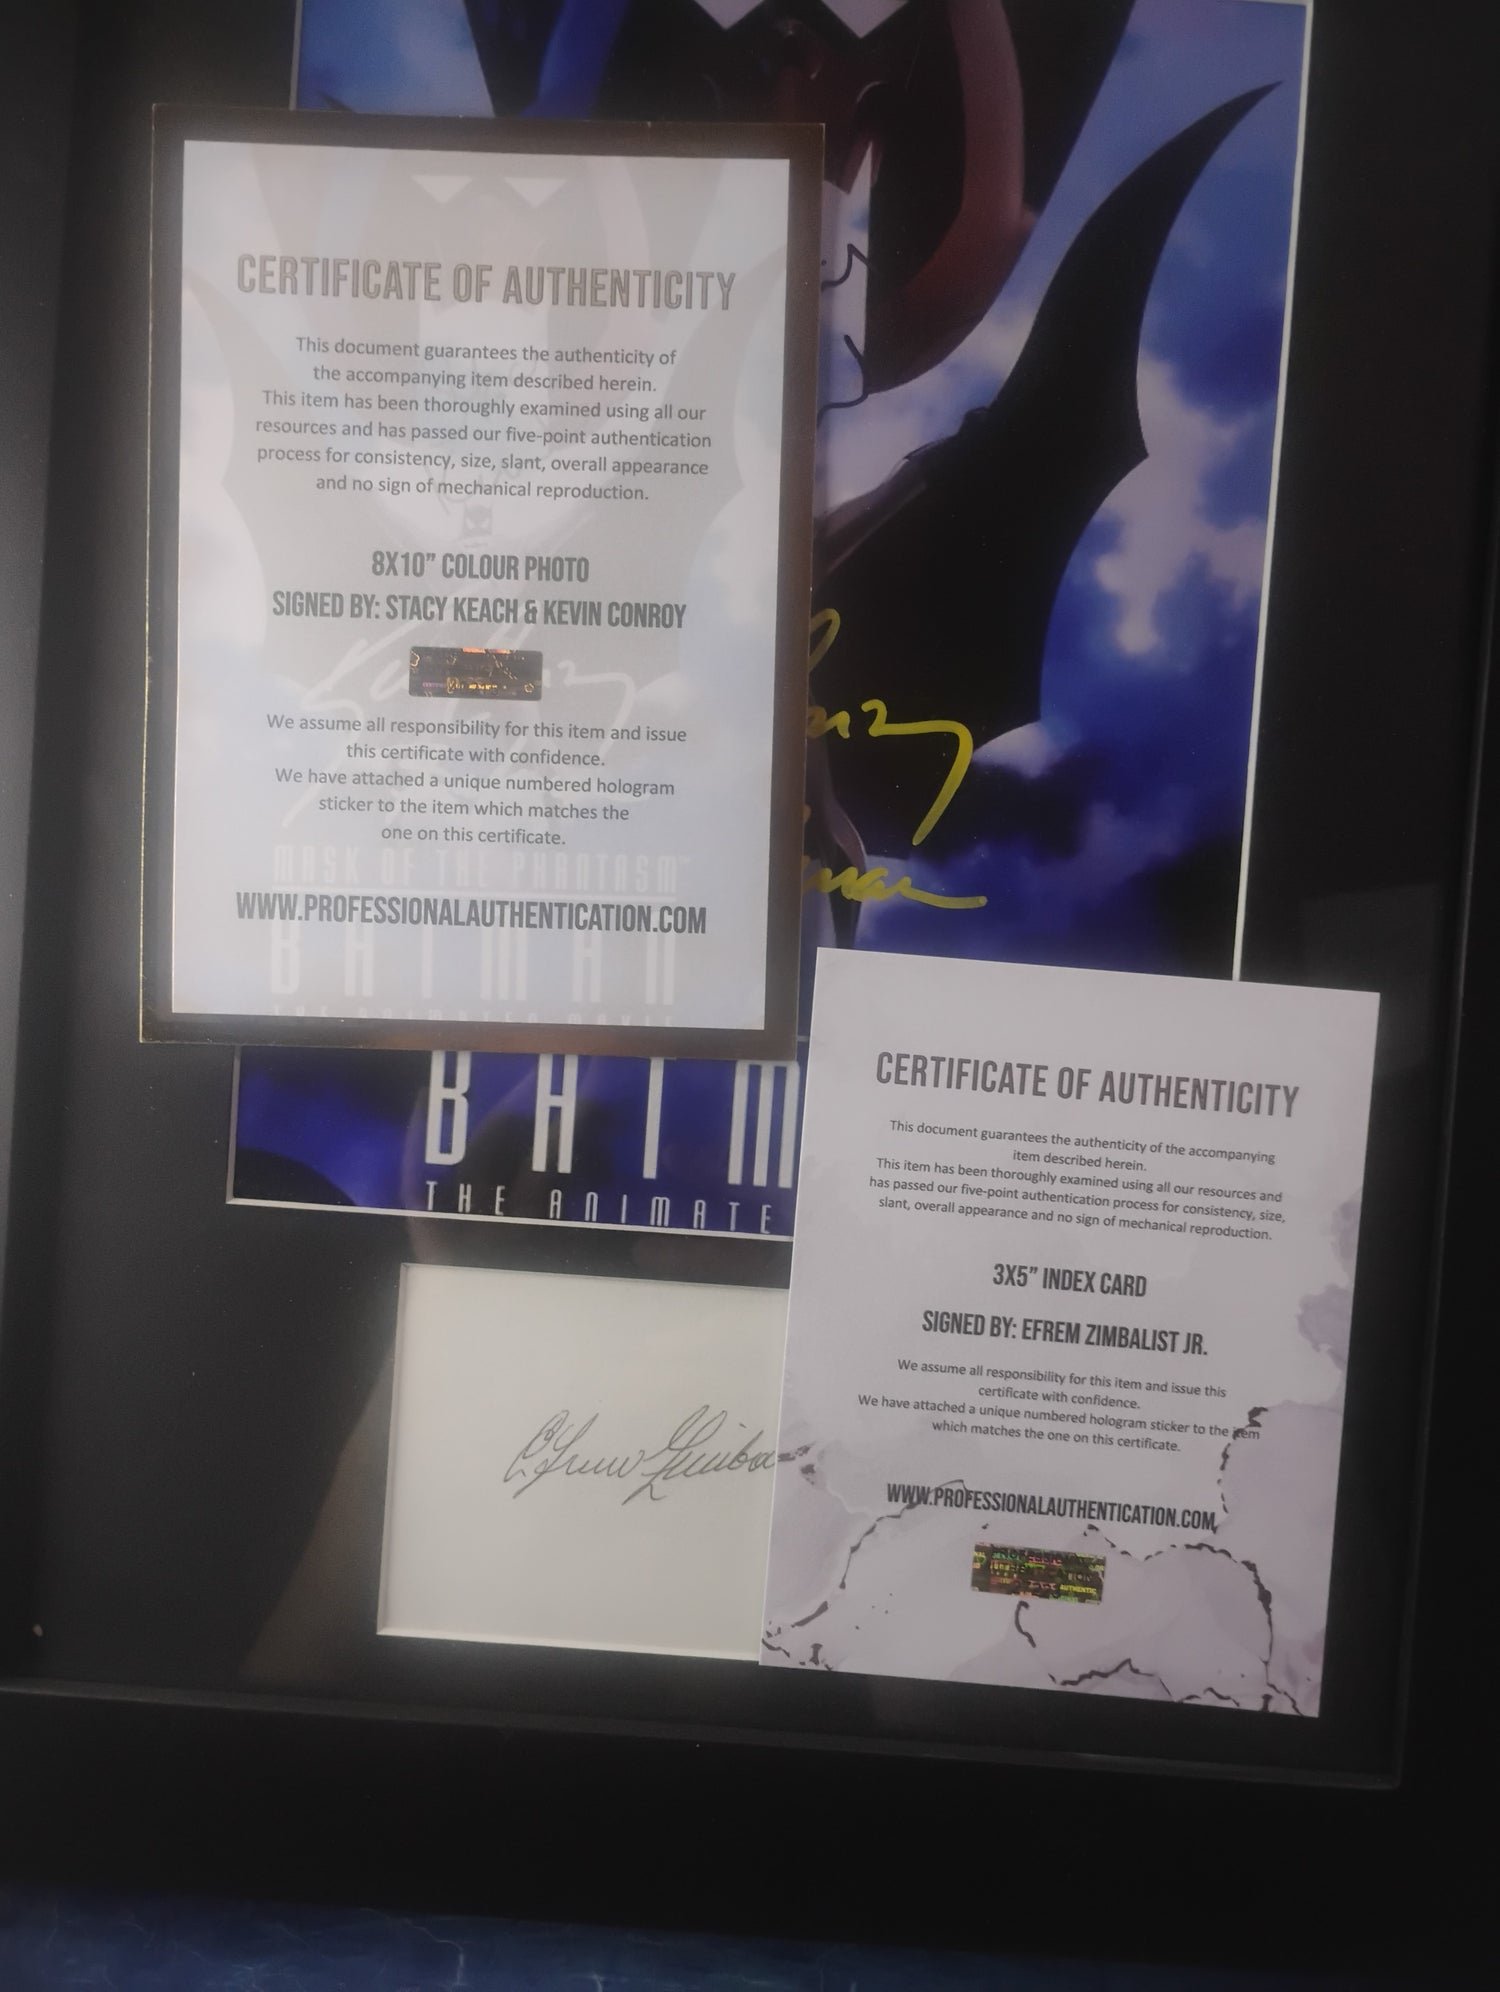 CERTIFICATE OF AUTHENTICITY
This document guarantees the authenticity of
the accompanying item described herein.
This item has been thoroughly examined using all our
resources and has passed our five-point authentication
process for consistency, size, slant, overall appearance
and no sign of mechanical reproduction.
8X10” COLOUR PHOTO
SIGNED BY: STACY KEACH & KEVIN CONROY
We assume all responsibility for this item and issue
this certificate with confidence.
We have attached a unique numbered hologram
sticker to the item which matches the
one on this certificate.
MASK OF THE PHANTASM™
WWW.PROFESSIONALAUTHENTICATION.COM
BATMAN
THE ANIMATED MOVIE
BATM
THE ANIMATE
Efrem Zimba
CERTIFICATE OF AUTHENTICITY
This document guarantees the authenticity of the accompanying
item described herein.
This item has been thoroughly examined using all our resources and
has passed our five-point authentication process for consistency, size,
slant, overall appearance and no sign of mechanical reproduction.
3X5” INDEX CARD
SIGNED BY: EFREM ZIMBALIST JR.
We assume all responsibility for this item and issue this
certificate with confidence.
We have attached a unique numbered hologram sticker to the item
which matches the one on this certificate.
WWW.PROFESSIONALAUTHENTICATION.COM